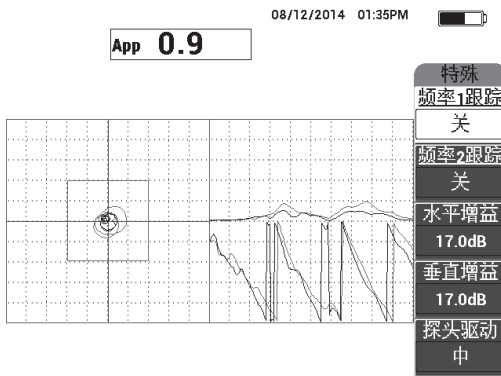 08/12/2014 01:35PM
App 0.9
特殊
频率1跟踪
关
频率2跟踪
关
水平增益
17.0dB
垂直增益
17.0dB
探头驱动
中